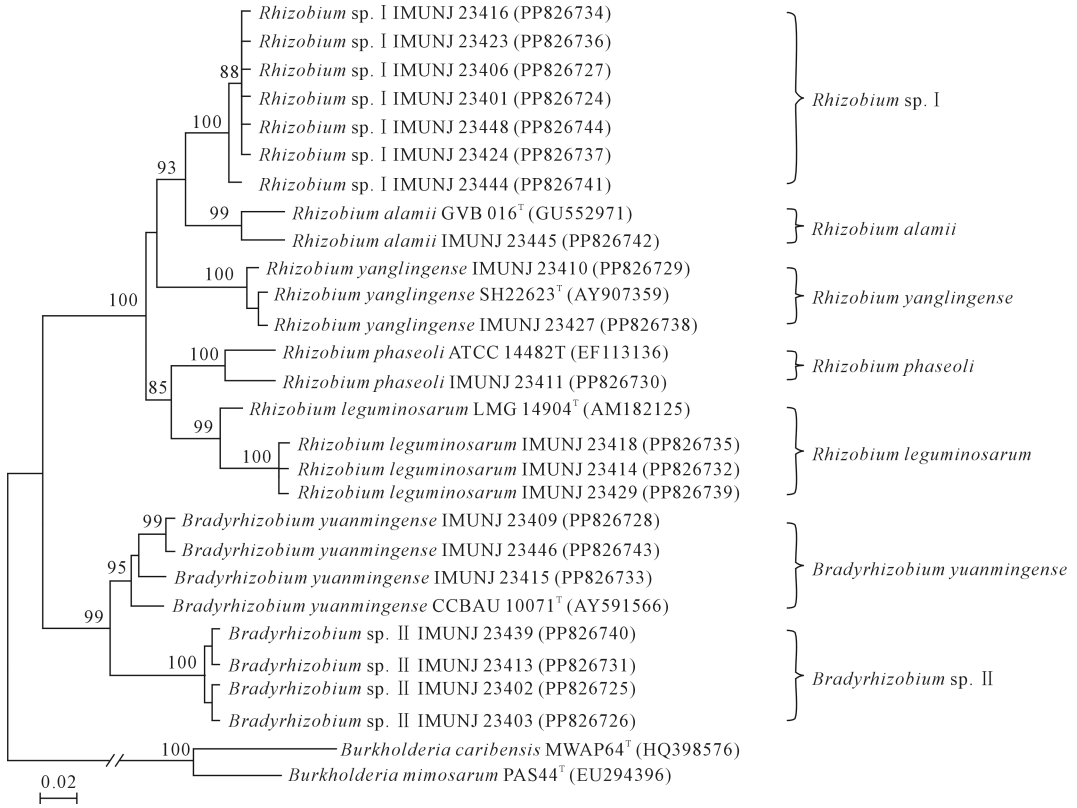 Rhizobium sp. Ⅰ IMUNJ 23416 (PP826734)
Rhizobium sp. Ⅰ IMUNJ 23423 (PP826736)
88 Rhizobium sp. Ⅰ IMUNJ 23406 (PP826727)
Rhizobium sp. Ⅰ IMUNJ 23401 (PP826724)
Rhizobium sp. Ⅰ
100 Rhizobium sp. Ⅰ IMUNJ 23448 (PP826744)
Rhizobium sp. Ⅰ IMUNJ 23424 (PP826737)
93
Rhizobium sp. Ⅰ IMUNJ 23444 (PP826741)
99 Rhizobium alamii GVB 016T (GU552971)
Rhizobium alamii
Rhizobium alamii IMUNJ 23445 (PP826742)
100 Rhizobium yanglingense IMUNJ 23410 (PP826729)
Rhizobium yanglingense SH22623T (AY907359)
Rhizobium yanglingense
100
Rhizobium yanglingense IMUNJ 23427 (PP826738)
100 Rhizobium phaseoli ATCC 14482T (EF113136)
Rhizobium phaseoli
85 Rhizobium phaseoli IMUNJ 23411 (PP826730)
Rhizobium leguminosarum LMG 14904T (AM182125)
99
Rhizobium leguminosarum IMUNJ 23418 (PP826735)
Rhizobium leguminosarum
100
Rhizobium leguminosarum IMUNJ 23414 (PP826732)
Rhizobium leguminosarum IMUNJ 23429 (PP826739)
99 Bradyrhizobium yuanmingense IMUNJ 23409 (PP826728)
Bradyrhizobium yuanmingense IMUNJ 23446 (PP826743)
95
Bradyrhizobium yuanmingense
Bradyrhizobium yuanmingense IMUNJ 23415 (PP826733)
Bradyrhizobium yuanmingense CCBAU 10071T (AY591566)
99
Bradyrhizobium sp. Ⅱ IMUNJ 23439 (PP826740)
100 Bradyrhizobium sp. Ⅱ IMUNJ 23413 (PP826731)
Bradyrhizobium sp. Ⅱ
Bradyrhizobium sp. Ⅱ IMUNJ 23402 (PP826725)
Bradyrhizobium sp. Ⅱ IMUNJ 23403 (PP826726)
100 Burkholderia caribensis MWAP64T (HQ398576)
Burkholderia mimosarum PAS44T (EU294396)
0.02